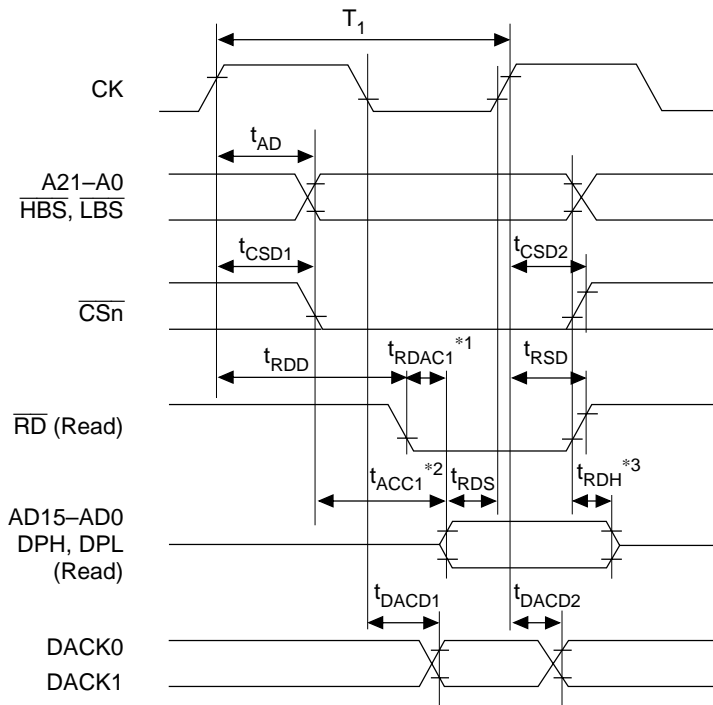 T1
CK
tAD
A21–A0
HBS, LBS
tCSD1
tCSD2
CSn
tRDD
tRDAC1*1
tRSD
RD (Read)
tACC1*2
tRDS
tRDH*3
AD15–AD0
DPH, DPL
(Read)
tDACD1
tDACD2
DACK0
DACK1